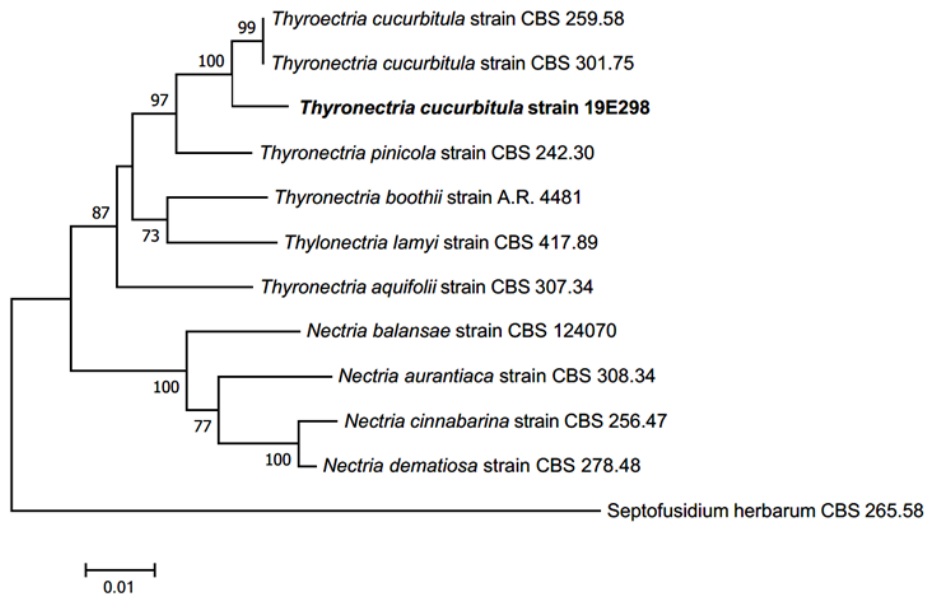 99
Thyroectria cucurbitula strain CBS 259.58
100
Thyronectria cucurbitula strain CBS 301.75
97
Thyronectria cucurbitula strain 19E298
Thyronectria pinicola strain CBS 242.30
87
Thyronectria boothii strain A.R. 4481
73
Thylonectria lamyi strain CBS 417.89
Thyronectria aquifolii strain CBS 307.34
Nectria balansae strain CBS 124070
100
Nectria aurantiaca strain CBS 308.34
77
Nectria cinnabarina strain CBS 256.47
100
Nectria dematiosa strain CBS 278.48
Septofusidium herbarum CBS 265.58
0.01